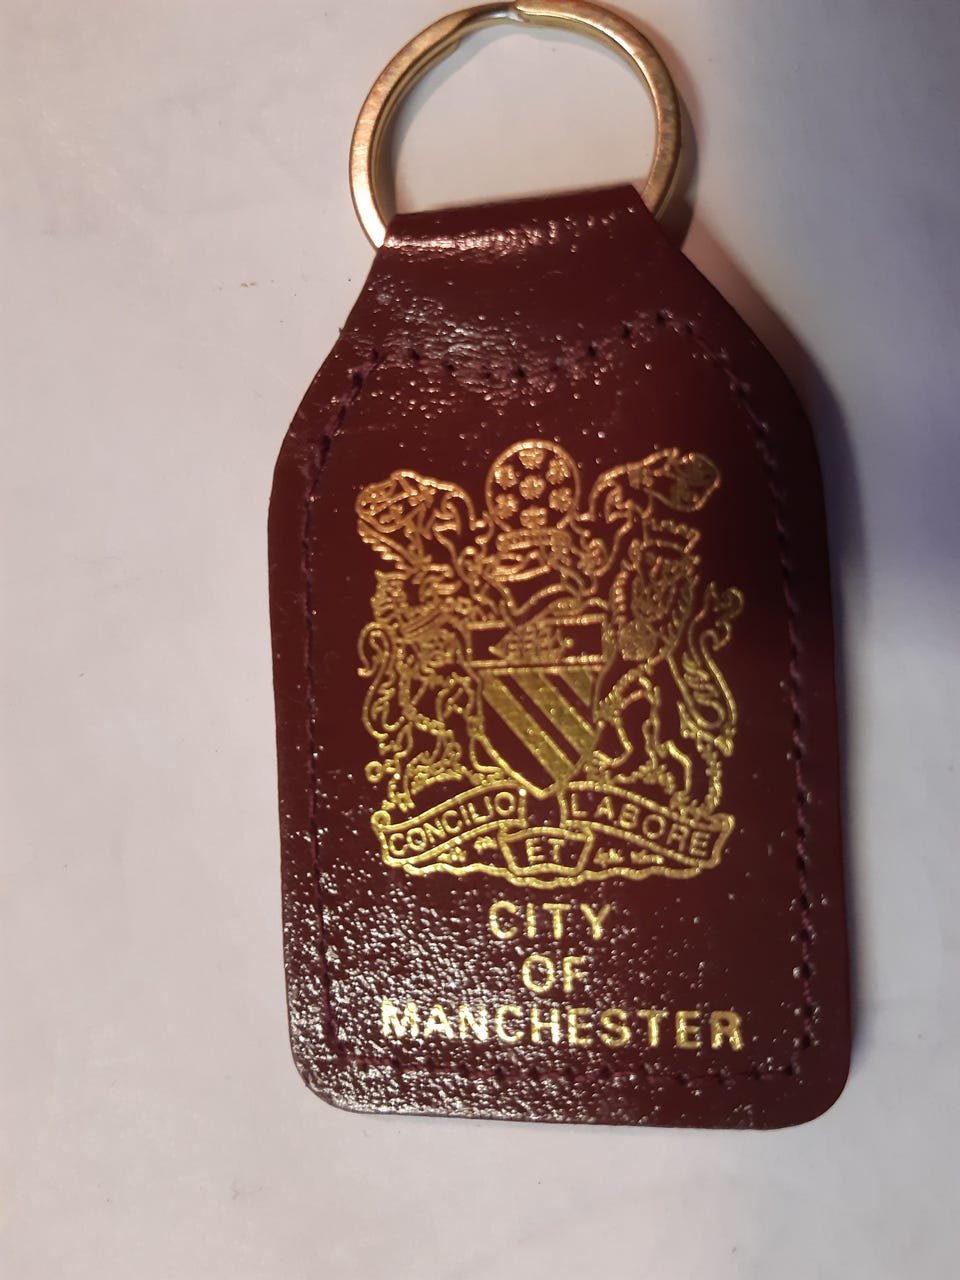 CONCILIO ET LABORE
CITY
OF
MANCHESTER